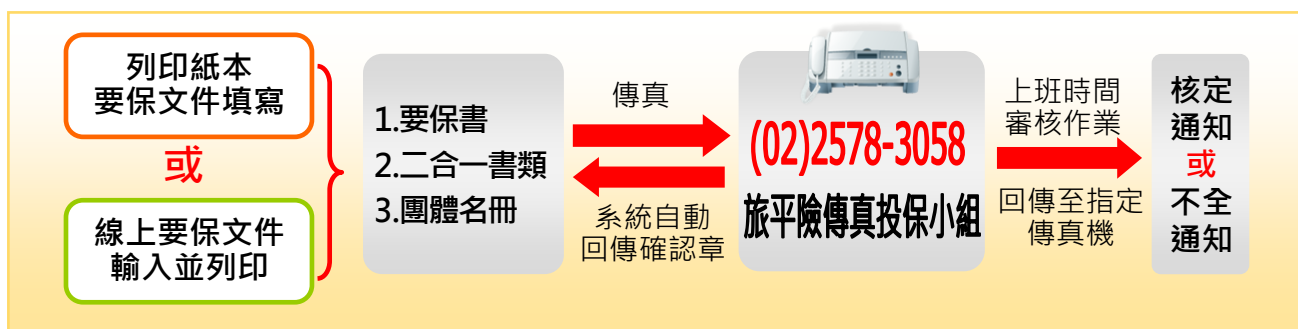 列印紙本
要保文件填寫
或
線上要保文件
輸入並列印
1.要保書
2.二合一書類
3.團體名冊
傳真
系統自動
回傳確認章
(02)2578-3058
旅平險傳真投保小組
上班時間
審核作業
回傳至指定
傳真機
核定
通知
或
不全
通知